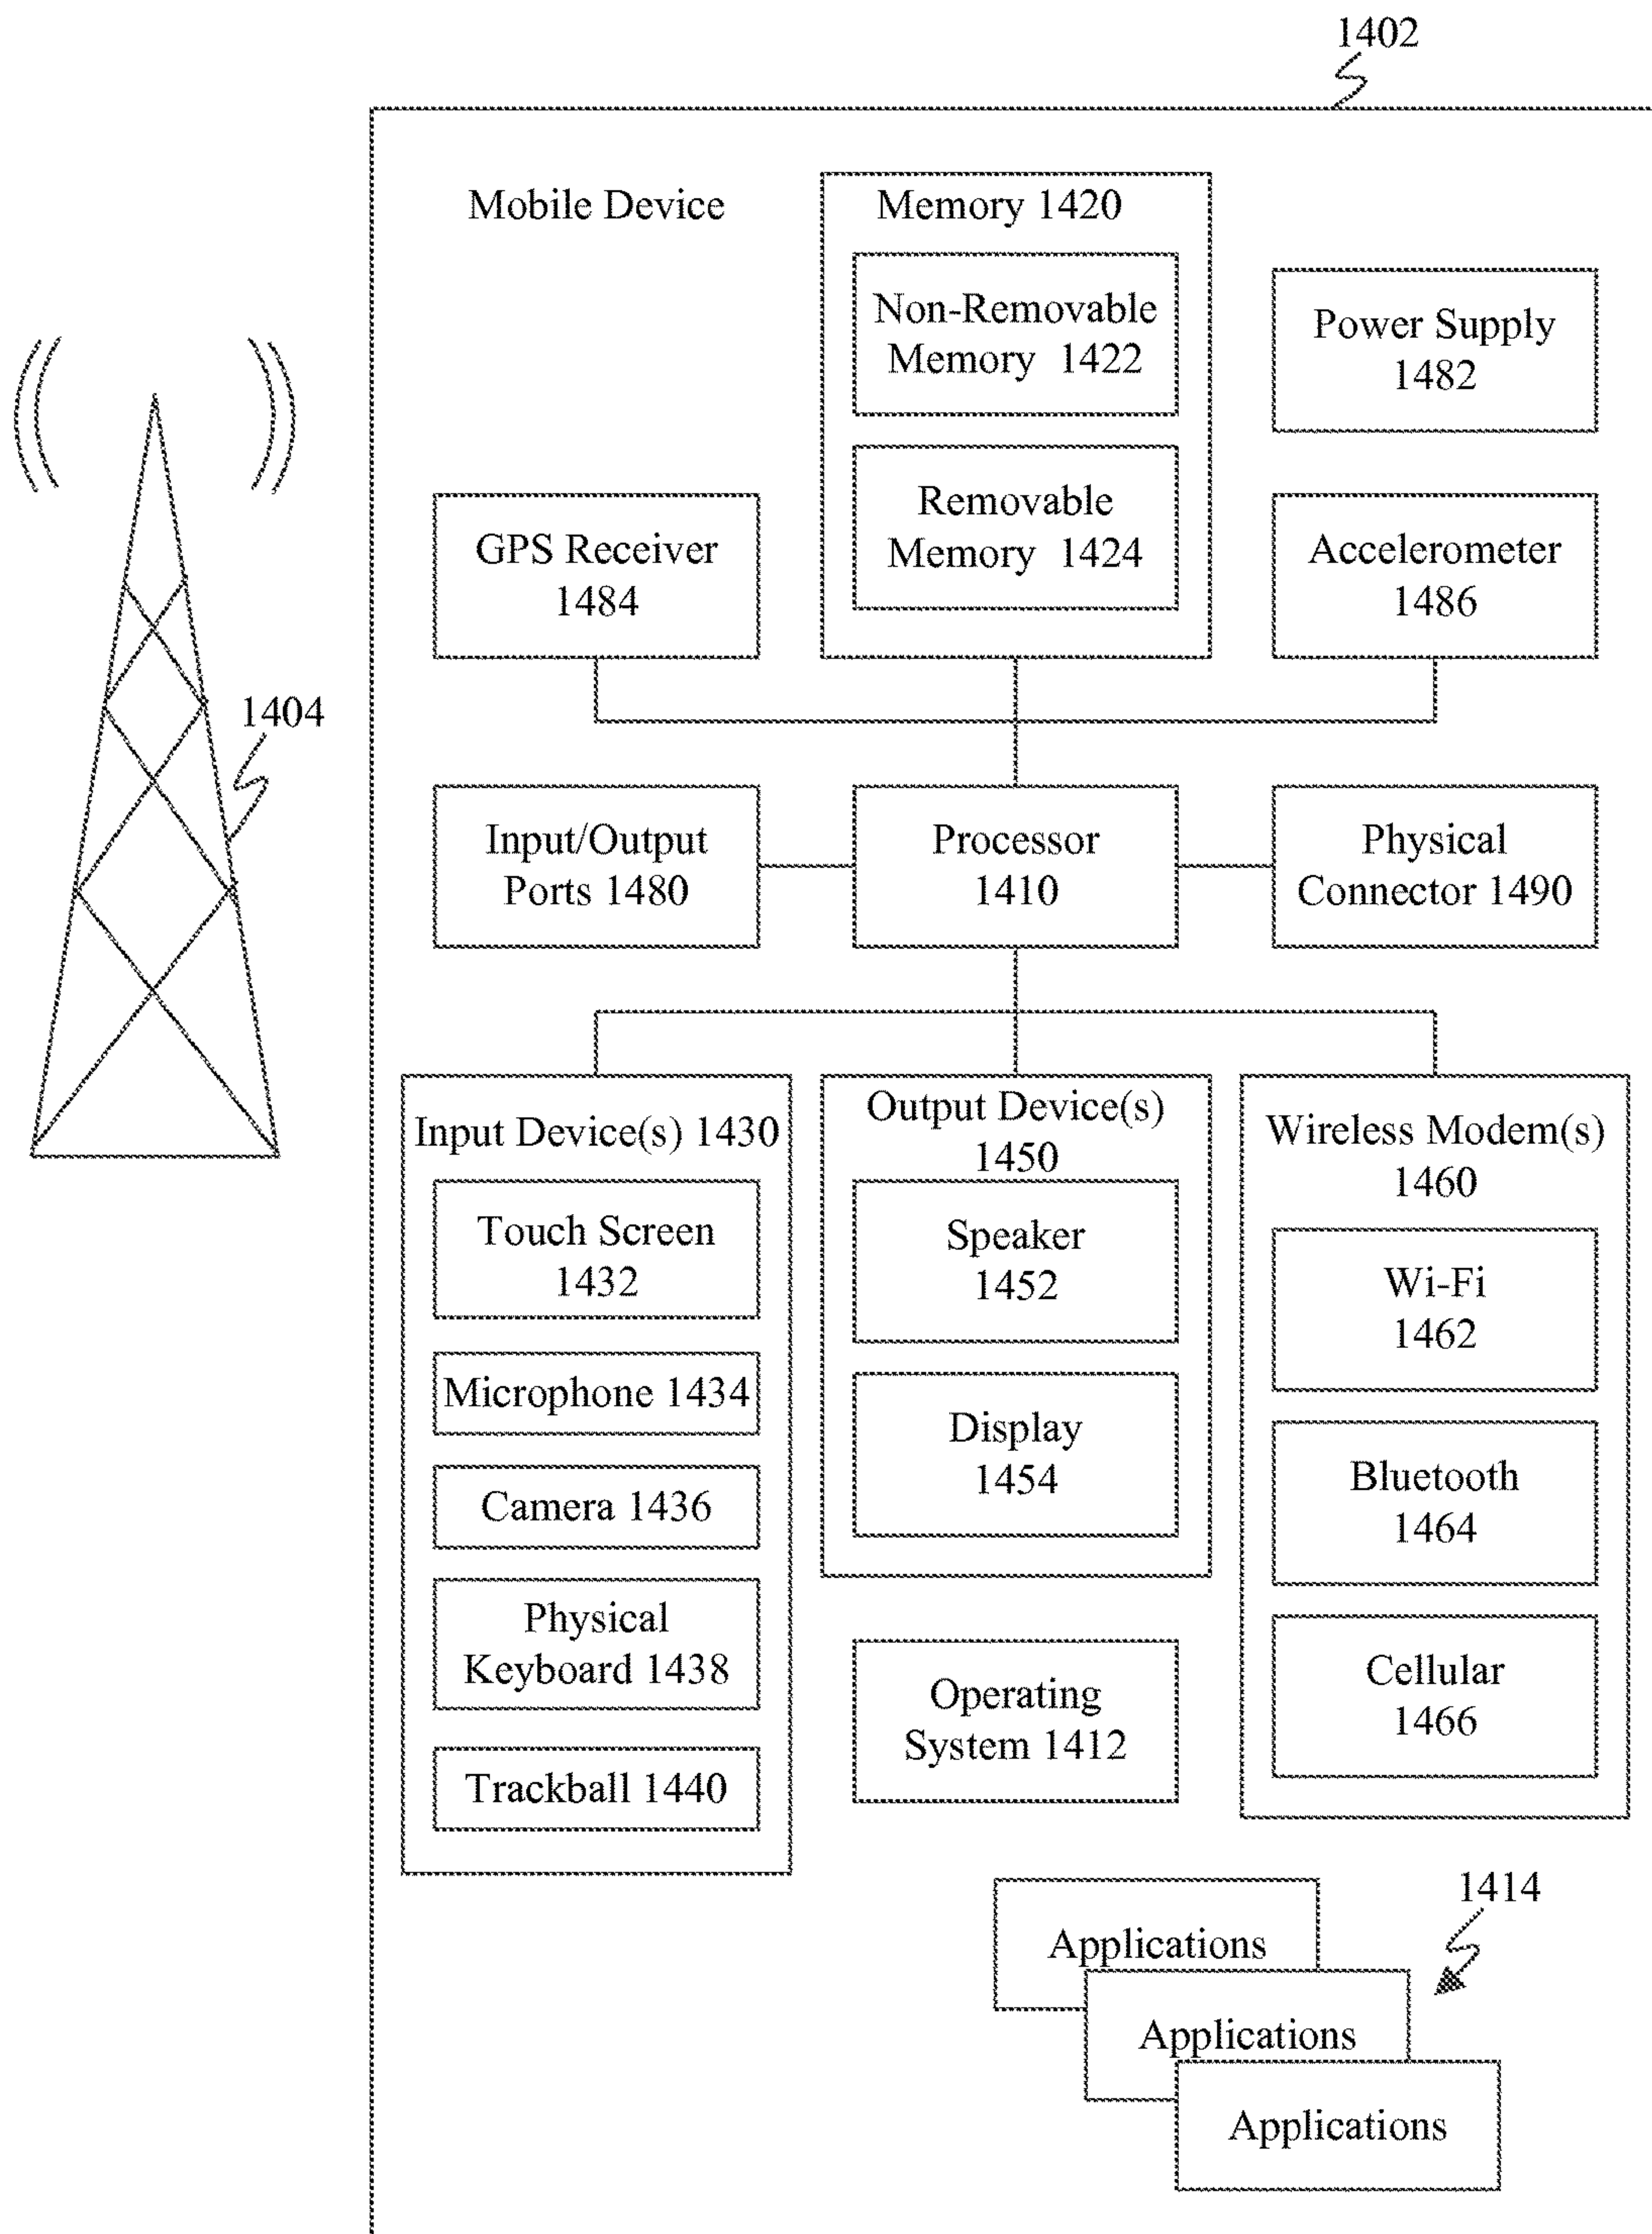 1402
Mobile Device
Memory 1420
Non-Removable
Memory 1422
Removable
Memory 1424
Power Supply
1482
GPS Receiver
1484
Accelerometer
1486
1404
Input/Output
Ports 1480
Processor
1410
Physical
Connector 1490
Input Device(s) 1430
Touch Screen
1432
Microphone 1434
Camera 1436
Physical
Keyboard 1438
Trackball 1440
Output Device(s)
1450
Speaker
1452
Display
1454
Operating
System 1412
Wireless Modem(s)
1460
Wi-Fi
1462
Bluetooth
1464
Cellular
1466
1414
Applications
Applications
Applications